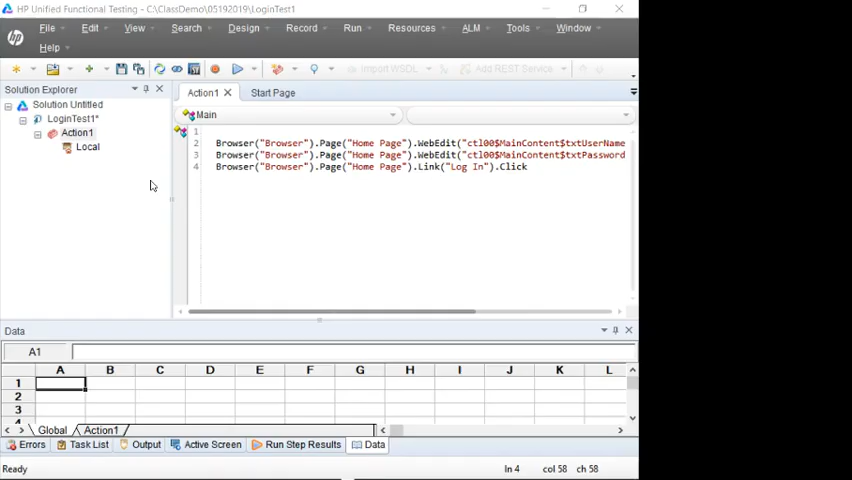 HP Unified Functional Testing - C:\ClassDemo\05192019\LoginTest1
File Edit View Search Design Record Run Resources ALM Tools Window
hp Help
Import WSDL Add REST Service
Solution Explorer
Action1 Start Page
Solution Untitled
LoginTest1*
Action1
Local
Main
1
2 Browser("Browser").Page("Home Page").WebEdit("ctl00$MainContent$txtUserName
3 Browser("Browser").Page("Home Page").WebEdit("ctl00$MainContent$txtPassword
4 Browser("Browser").Page("Home Page").Link("Log In").Click
Data
A1
A B C D E F G H I J K L
1
2
3
4
Global Action1
Errors Task List Output Active Screen Run Step Results Data
Ready ln 4 col 58 ch 58